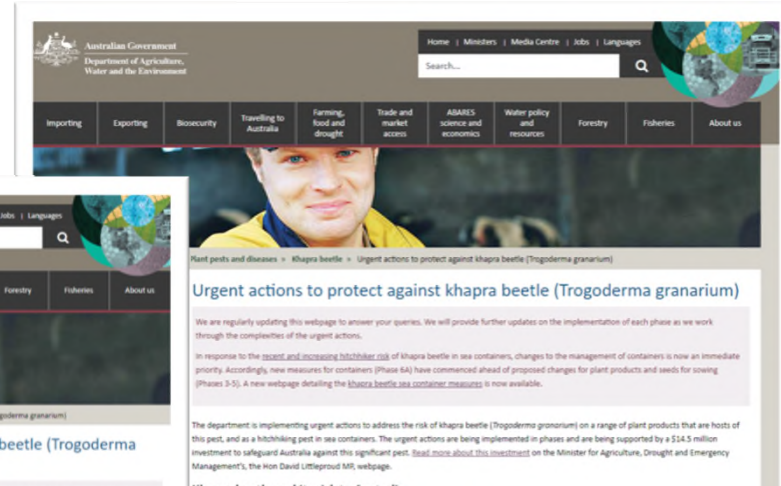 Australian Government
Department of Agriculture,
Water and the Environment
Home | Ministers | Media Centre | Jobs | Languages
Search...
Importing
Exporting
Biosecurity
Travelling to
Australia
Farming,
food and
drought
Trade and
market
access
ABARES
science and
economics
Water policy
and
resources
Forestry
Fisheries
About us
Plant pests and diseases » Khapra beetle » Urgent actions to protect against khapra beetle (Trogoderma granarium)
Urgent actions to protect against khapra beetle (Trogoderma granarium)
We are regularly updating this webpage to answer your queries. We will provide further updates on the implementation of each phase as we work
through the complexities of the urgent actions.
In response to the recent and increasing hitchhiker risk of khapra beetle in sea containers, changes to the management of containers is now an immediate
priority. Accordingly, new measures for containers (Phase 6A) have commenced ahead of proposed changes for plant products and seeds for sowing
(Phases 3-5). A new webpage detailing the khapra beetle sea container measures is now available.
The department is implementing urgent actions to address the risk of khapra beetle (Trogoderma granarium) on a range of plant products that are hosts of
this pest, and as a hitchhiking pest in sea containers. The urgent actions are being implemented in phases and are being supported by a $14.5 million
investment to safeguard Australia against this significant pest. Read more about this investment on the Minister for Agriculture, Drought and Emergency
Management's, the Hon David Littleproud MP, webpage.
Jobs | Languages
Forestry
Fisheries
About us
granarium)
beetle (Trogoderma